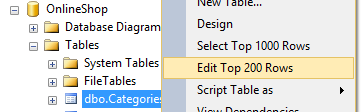 OnlineShop
Database Diagram
Tables
System Tables
FileTables
dbo.Categories
New Table...
Design
Select Top 1000 Rows
Edit Top 200 Rows
Script Table as
View Dependencies